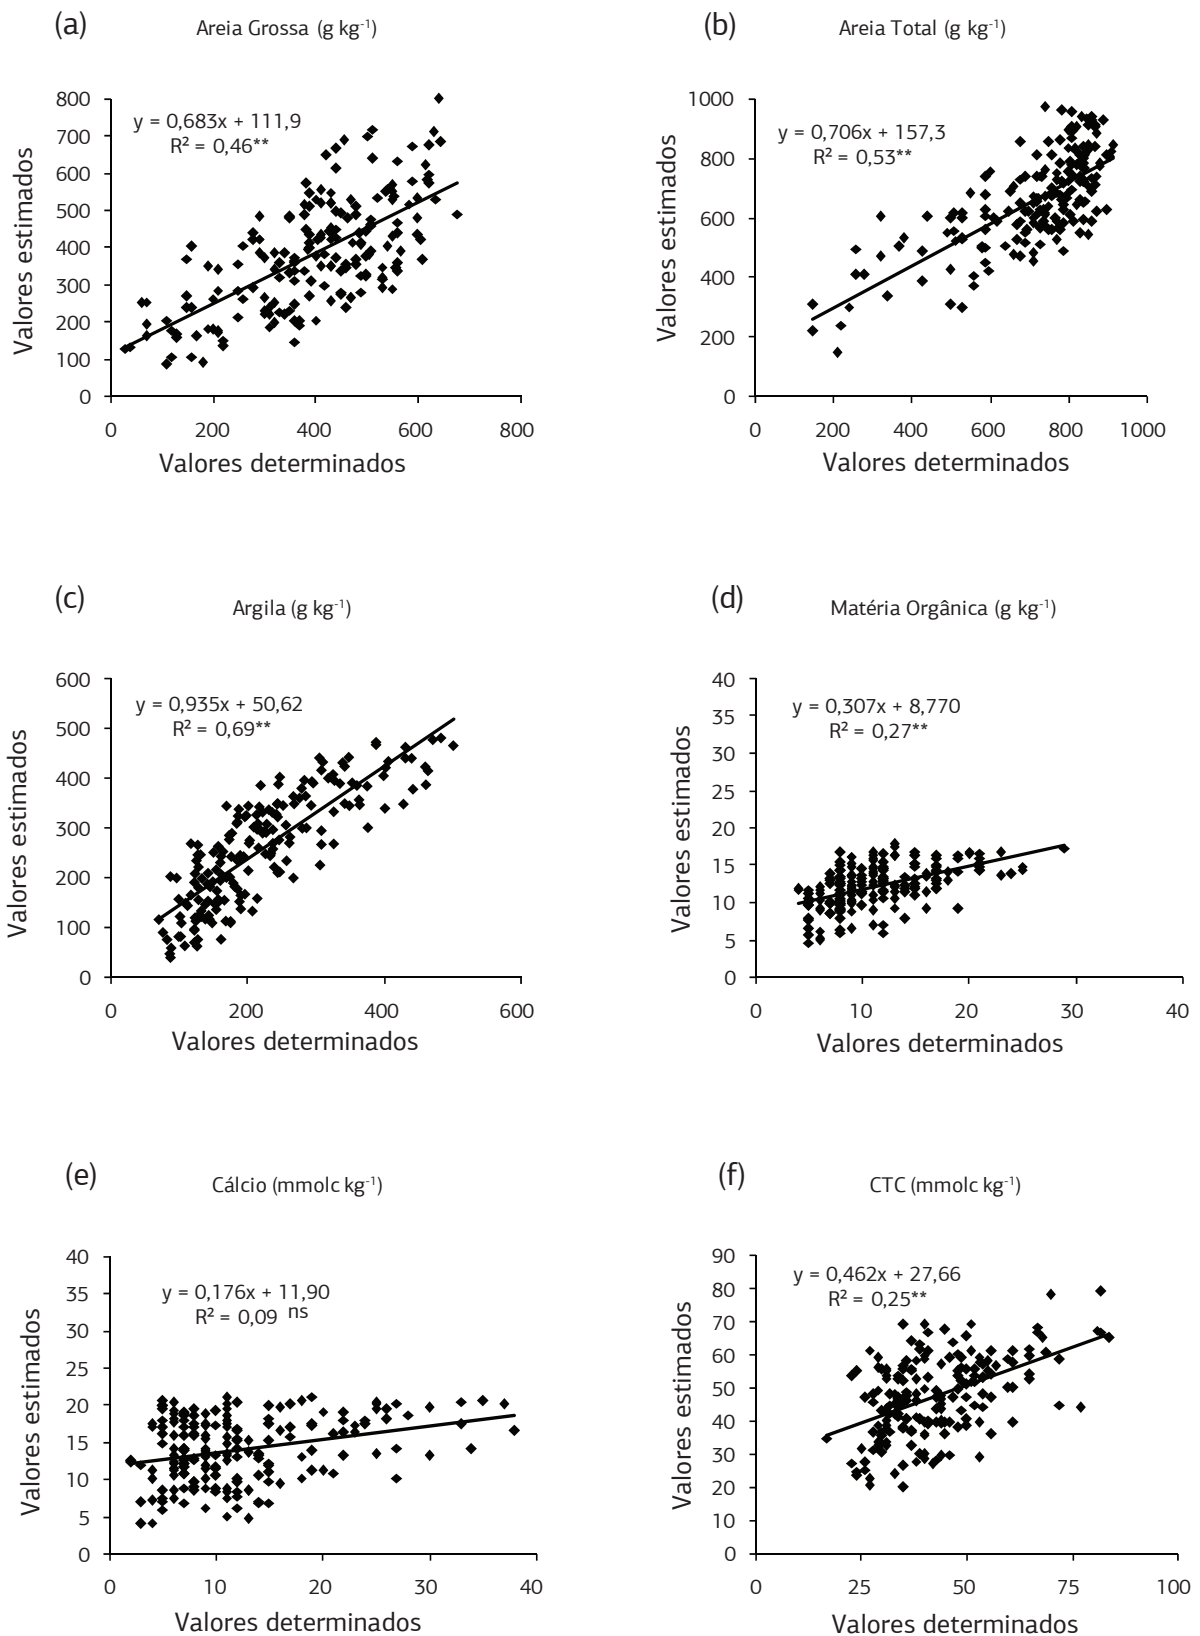 (a)
Areia Grossa (g kg⁻¹)
Valores estimados
800
700
600
500
400
300
200
100
0
y = 0,683x + 111,9
R² = 0,46**
0 200 400 600 800
Valores determinados
(b)
Areia Total (g kg⁻¹)
Valores estimados
1000
800
600
400
200
0
y = 0,706x + 157,3
R² = 0,53**
0 200 400 600 800 1000
Valores determinados
(c)
Argila (g kg⁻¹)
Valores estimados
600
500
400
300
200
100
0
y = 0,935x + 50,62
R² = 0,69**
0 200 400 600
Valores determinados
(d)
Matéria Orgânica (g kg⁻¹)
Valores estimados
40
35
30
25
20
15
10
5
0
y = 0,307x + 8,770
R² = 0,27**
0 10 20 30 40
Valores determinados
(e)
Cálcio (mmolc kg⁻¹)
Valores estimados
40
35
30
25
20
15
10
5
0
y = 0,176x + 11,90
R² = 0,09 ns
0 10 20 30 40
Valores determinados
(f)
CTC (mmolc kg⁻¹)
Valores estimados
90
80
70
60
50
40
30
20
10
0
y = 0,462x + 27,66
R² = 0,25**
0 25 50 75 100
Valores determinados